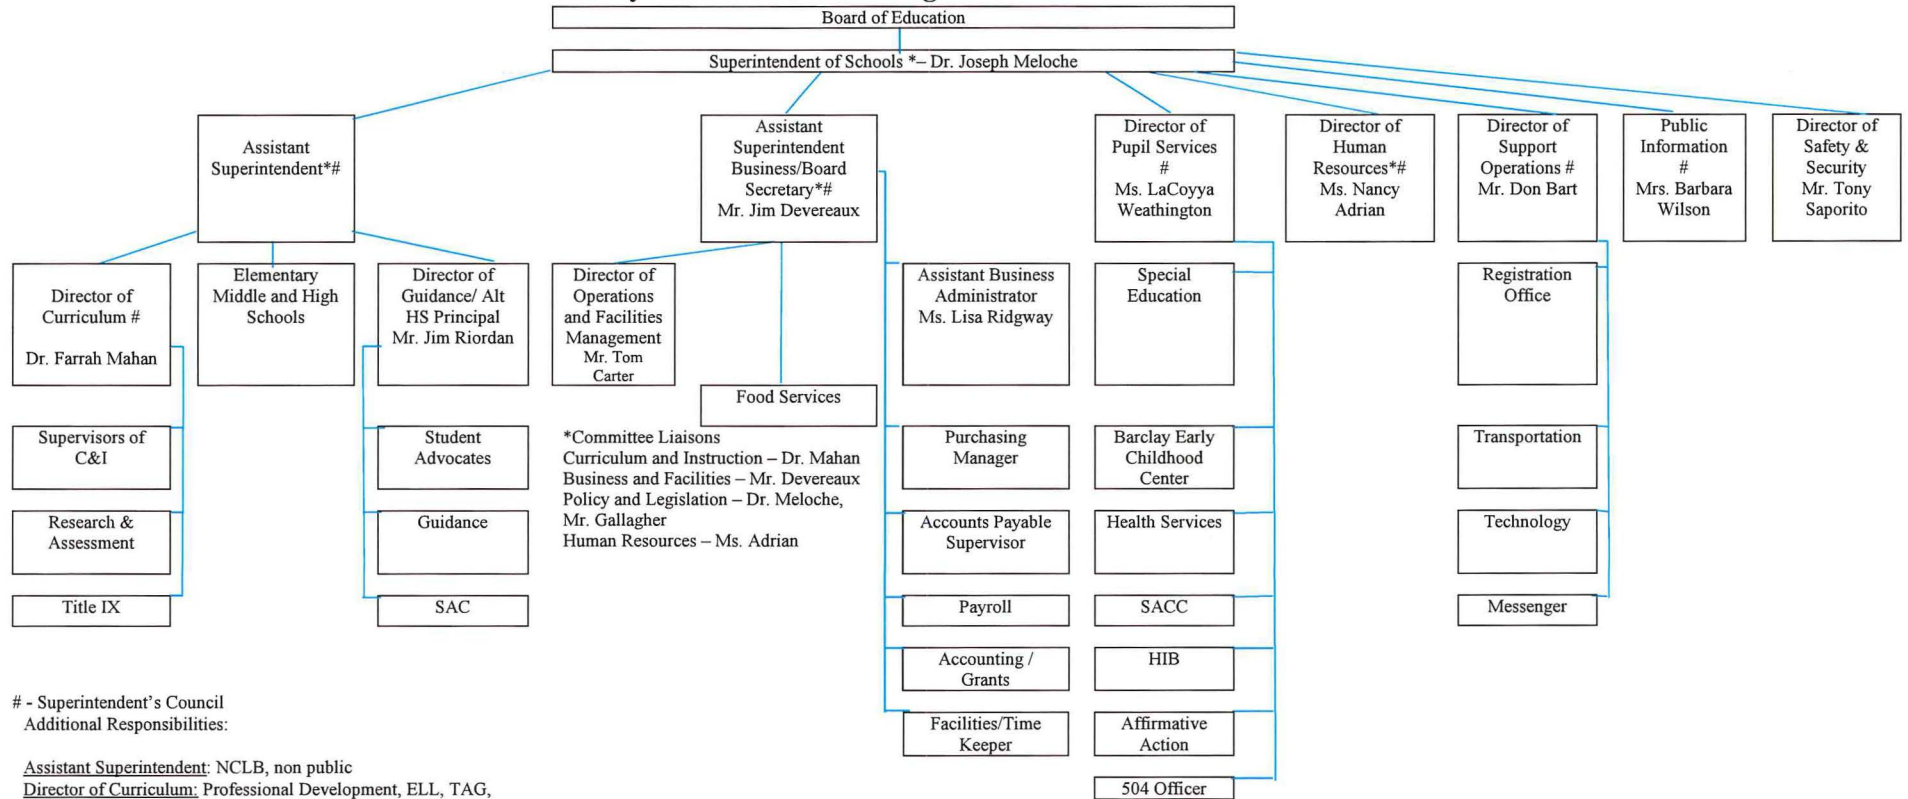 Board of Education
Superintendent of Schools *– Dr. Joseph Meloche
Assistant
Superintendent*#
Assistant
Superintendent
Business/Board
Secretary*#
Mr. Jim Devereaux
Director of
Pupil Services
#
Ms. LaCoyya
Weathington
Director of
Human
Resources*#
Ms. Nancy
Adrian
Director of
Support
Operations #
Mr. Don Bart
Public
Information
#
Mrs. Barbara
Wilson
Director of
Safety &
Security
Mr. Tony
Saporito
Director of
Curriculum #
Dr. Farrah Mahan
Elementary
Middle and High
Schools
Director of
Guidance/ Alt
HS Principal
Mr. Jim Riordan
Director of
Operations
and Facilities
Management
Mr. Tom
Carter
Food Services
Assistant Business
Administrator
Ms. Lisa Ridgway
Special
Education
Registration
Office
Supervisors of
C&I
Student
Advocates
*Committee Liaisons
Curriculum and Instruction – Dr. Mahan
Business and Facilities – Mr. Devereaux
Policy and Legislation – Dr. Meloche,
Mr. Gallagher
Human Resources – Ms. Adrian
Purchasing
Manager
Barclay Early
Childhood
Center
Transportation
Research &
Assessment
Guidance
Accounts Payable
Supervisor
Health Services
Technology
Title IX
SAC
Payroll
SACC
Messenger
Accounting /
Grants
HIB
Facilities/Time
Keeper
Affirmative
Action
504 Officer
# - Superintendent's Council
Additional Responsibilities:
Assistant Superintendent: NCLB, non public
Director of Curriculum: Professional Development, ELL, TAG,